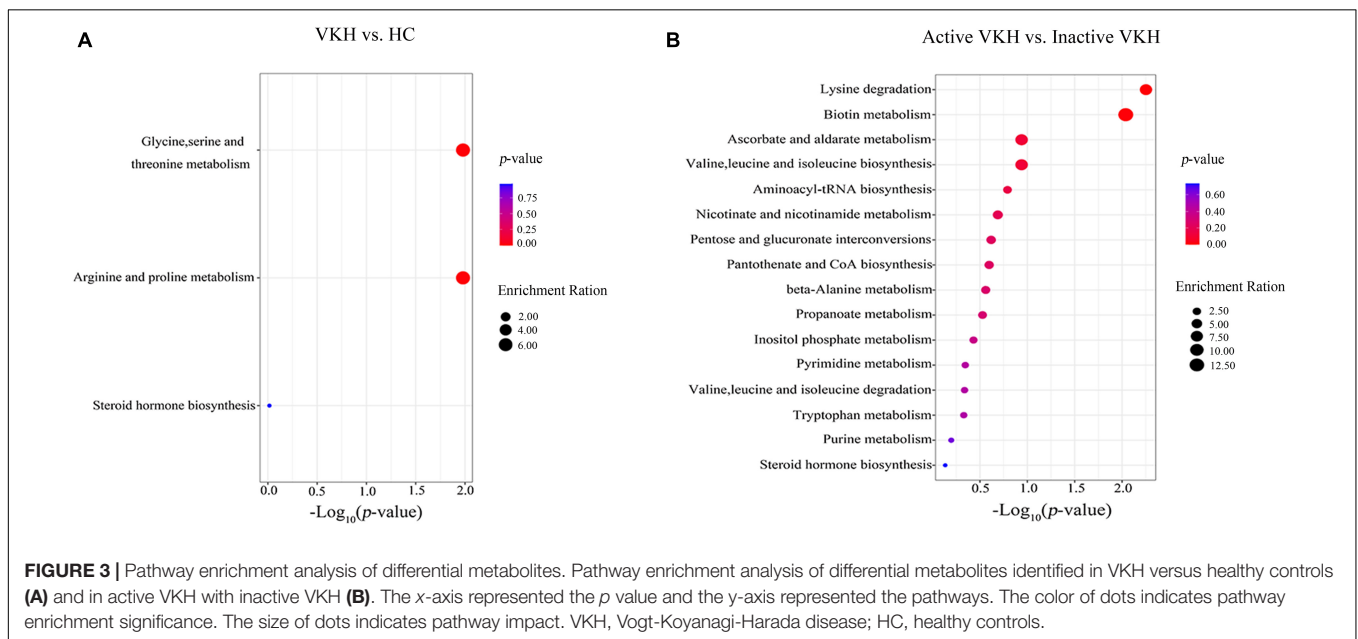 A
VKH vs. HC
Glycine,serine and
threonine metabolism
Arginine and proline metabolism
Steroid hormone biosynthesis
0.0 0.5 1.0 1.5 2.0
-Log10(p-value)
p-value
0.75
0.50
0.25
0.00
Enrichment Ration
2.00
4.00
6.00
B
Active VKH vs. Inactive VKH
Lysine degradation
Biotin metabolism
Ascorbate and aldarate metabolism
Valine,leucine and isoleucine biosynthesis
Aminoacyl-tRNA biosynthesis
Nicotinate and nicotinamide metabolism
Pentose and glucuronate interconversions
Pantothenate and CoA biosynthesis
beta-Alanine metabolism
Propanoate metabolism
Inositol phosphate metabolism
Pyrimidine metabolism
Valine,leucine and isoleucine degradation
Tryptophan metabolism
Purine metabolism
Steroid hormone biosynthesis
0.5 1.0 1.5 2.0
-Log10(p-value)
p-value
0.60
0.40
0.20
0.00
Enrichment Ration
2.50
5.00
7.50
10.00
12.50
FIGURE 3 | Pathway enrichment analysis of differential metabolites. Pathway enrichment analysis of differential metabolites identified in VKH versus healthy controls
(A) and in active VKH with inactive VKH (B). The x-axis represented the p value and the y-axis represented the pathways. The color of dots indicates pathway
enrichment significance. The size of dots indicates pathway impact. VKH, Vogt-Koyanagi-Harada disease; HC, healthy controls.